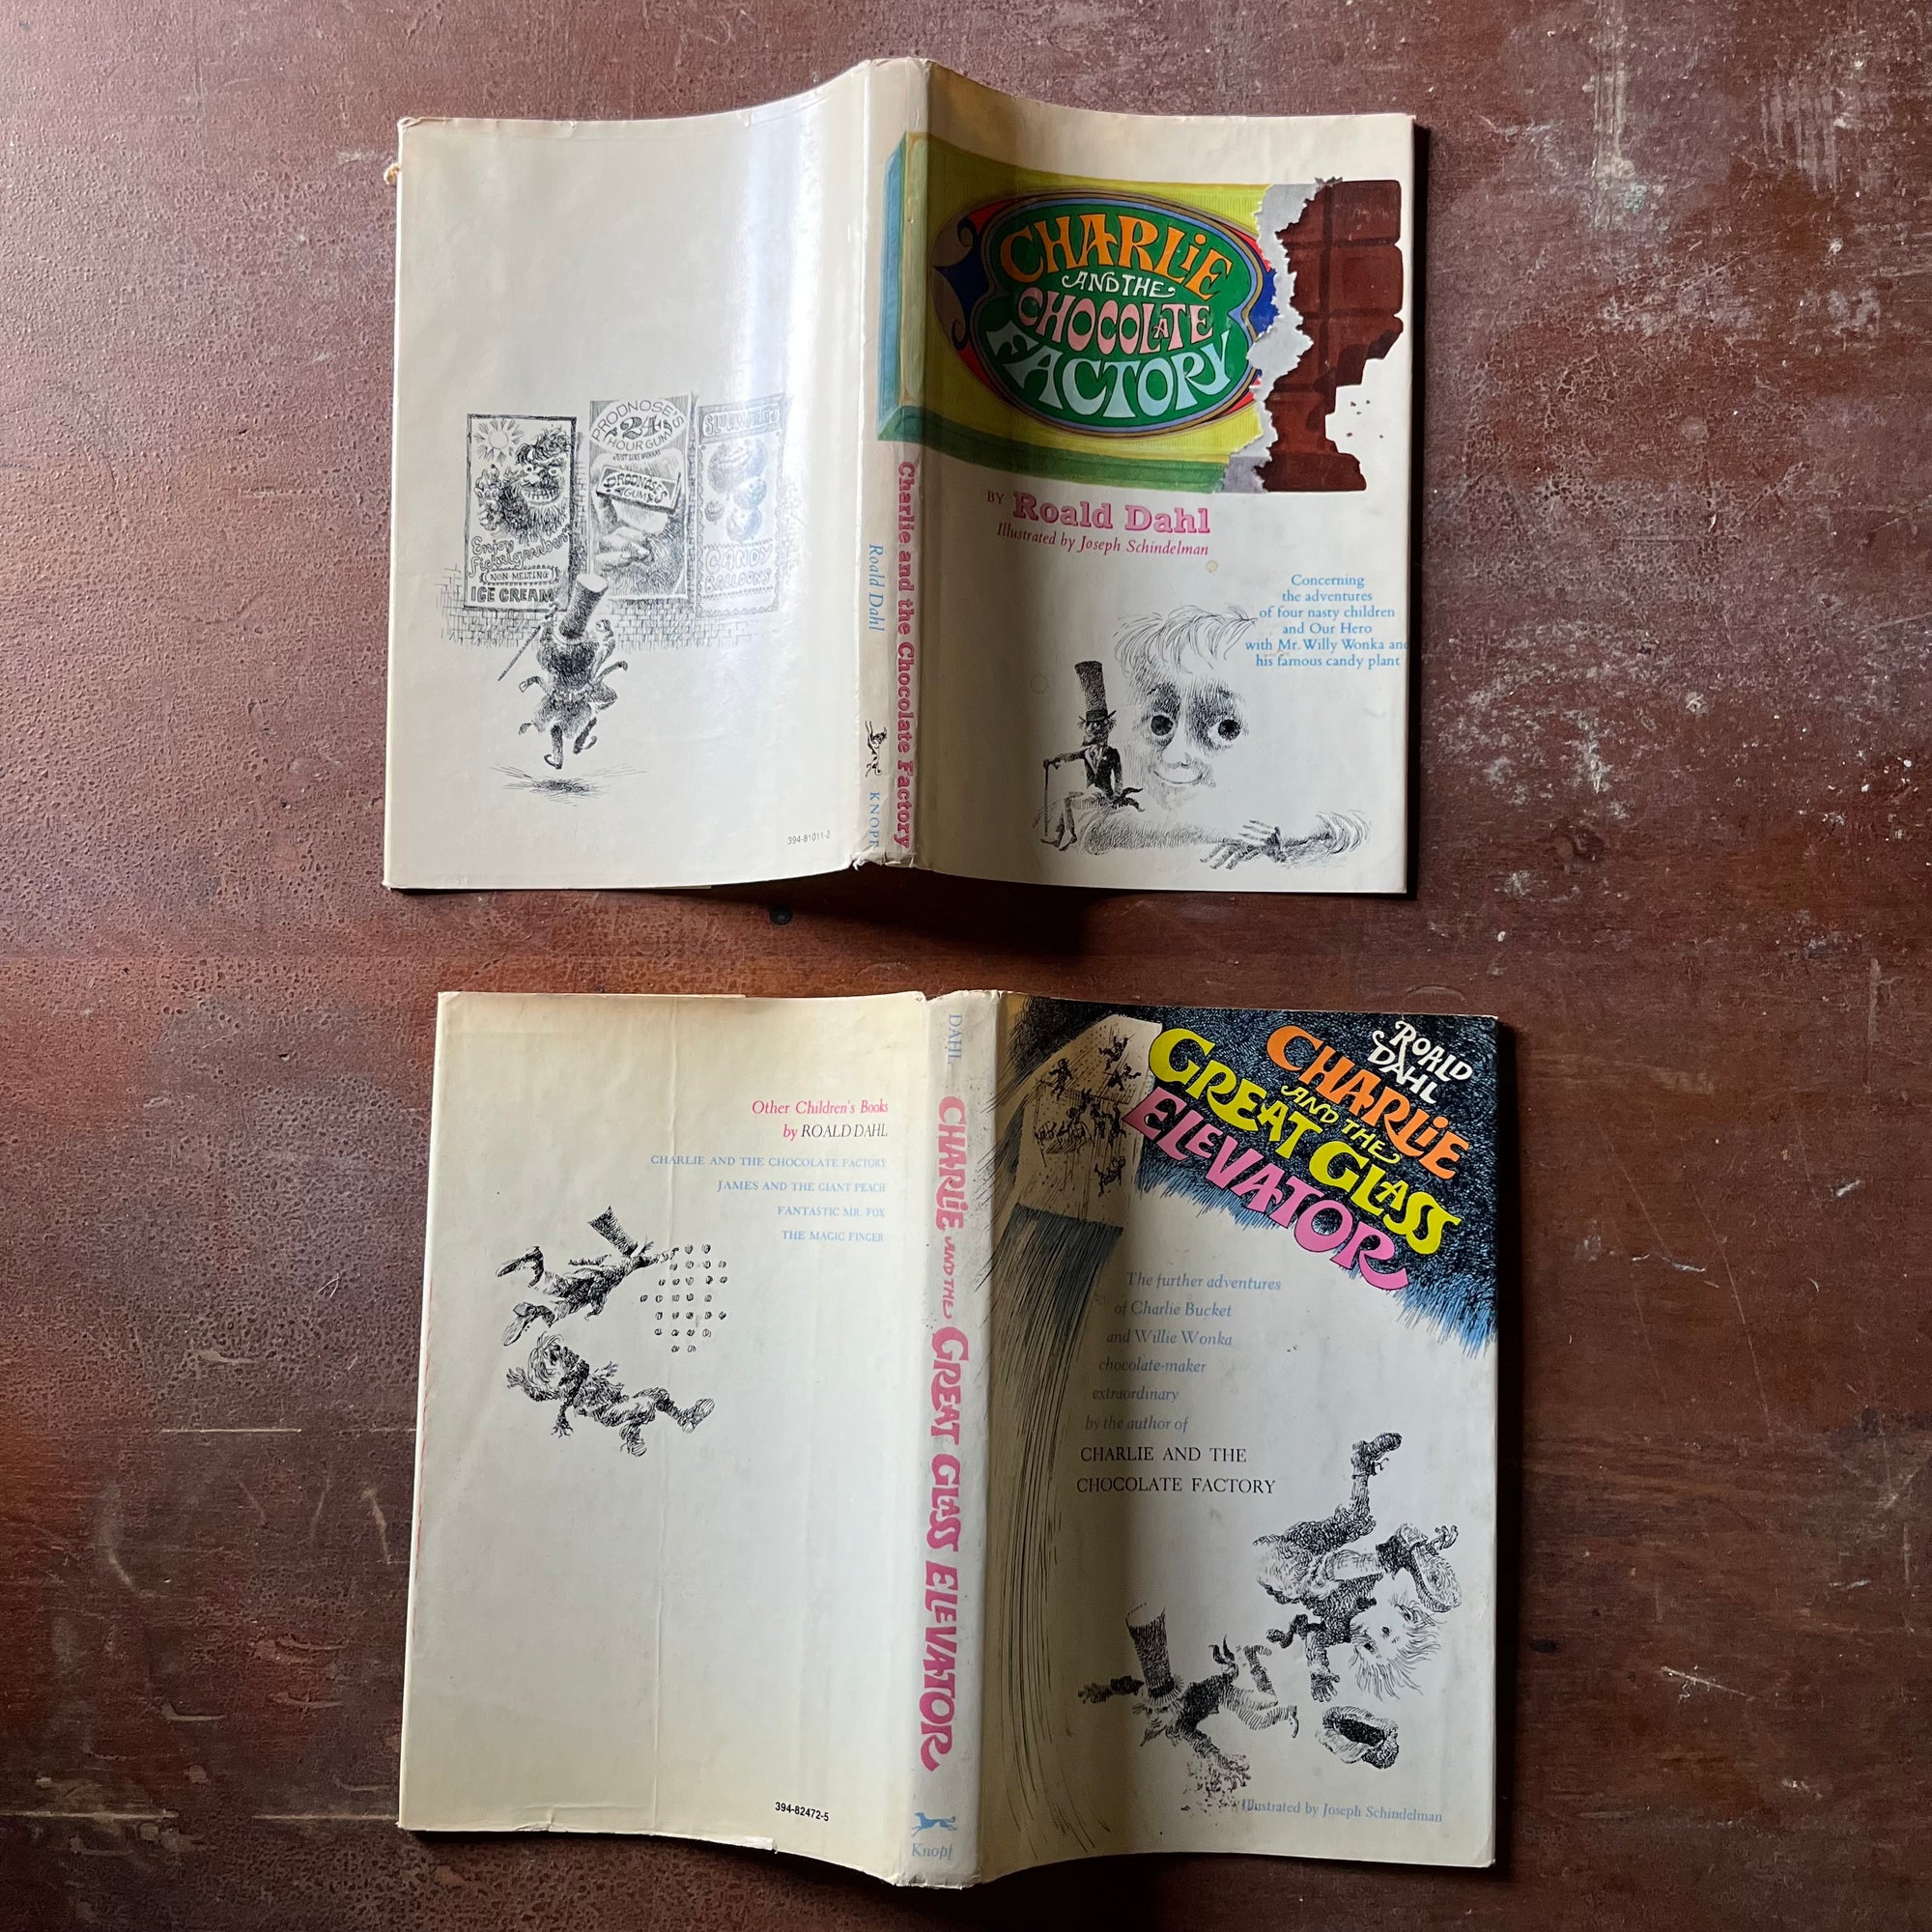 CHARLiE
AND THE
CHOCOLATE
FACTORY
BY Roald Dahl
Illustrated by Joseph Schindelman
Concerning
the adventures
of four nasty children
and Our Hero
with Mr. Willy Wonka and
his famous candy plant
Charlie and the Chocolate Factory
Roald Dahl
KNOPF
PRODNOSE'S
24
HOUR GUM
PRODNOSE'S
GUM
Enjoy
Fickelgruber's
NON-MELTING
ICE CREAM
CANDY
BALLOONS
394-81011-2
ROALD
DAHL
CHARLiE
AND THE
GREAT GLASS
ELEVATOR
The further adventures
of Charlie Bucket
and Willie Wonka
chocolate-maker
extraordinary
by the author of
CHARLIE AND THE
CHOCOLATE FACTORY
Illustrated by Joseph Schindelman
DAHL
CHARLiE AND THE GREAT GLASS ELEVATOR
Knopf
Other Children's Books
by ROALD DAHL
CHARLIE AND THE CHOCOLATE FACTORY
JAMES AND THE GIANT PEACH
FANTASTIC MR. FOX
THE MAGIC FINGER
394-82472-5